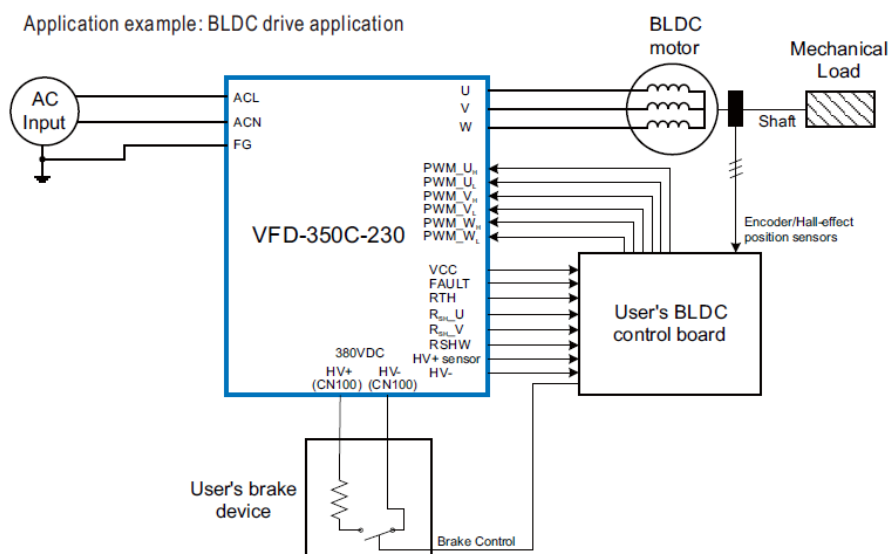 Application example: BLDC drive application
BLDC
motor
Mechanical
Load
AC
Input
ACL
ACN
FG
U
V
W
Shaft
PWM_UH
PWM_UL
PWM_VH
PWM_VL
PWM_WH
PWM_WL
VFD-350C-230
Encoder/Hall-effect
position sensors
VCC
FAULT
RTH
RSH_U
RSH_V
RSHW
HV+ sensor
HV-
User's BLDC
control board
380VDC
HV+
(CN100)
HV-
(CN100)
User's brake
device
Brake Control